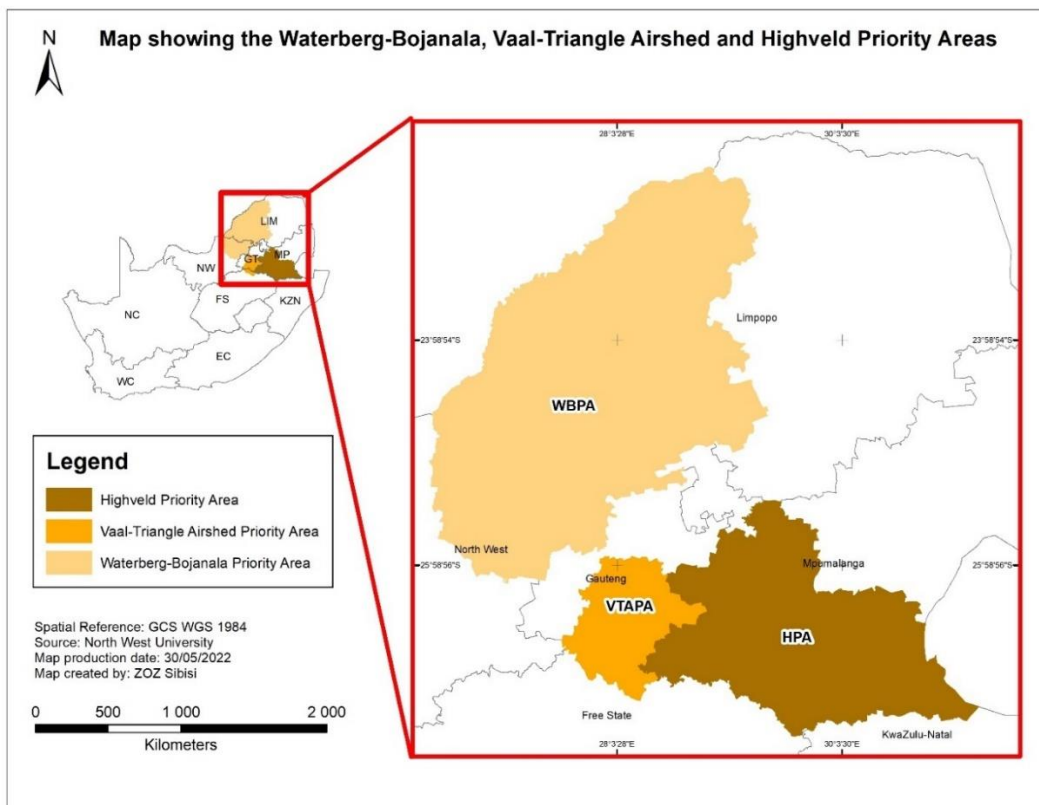 N
Map showing the Waterberg-Bojanala, Vaal-Triangle Airshed and Highveld Priority Areas
LIM
GT
MP
NW
FS
KZN
NC
EC
WC
28°3'28"E
30°3'30"E
23°58'54"S
23°58'54"S
Limpopo
WBPA
North West
25°58'56"S
25°58'56"S
Gauteng
Mpumalanga
VTAPA
HPA
Free State
KwaZulu-Natal
28°3'28"E
30°3'30"E
Legend
Highveld Priority Area
Vaal-Triangle Airshed Priority Area
Waterberg-Bojanala Priority Area
Spatial Reference: GCS WGS 1984
Source: North West University
Map production date: 30/05/2022
Map created by: ZOZ Sibisi
0 500 1 000 2 000
Kilometers